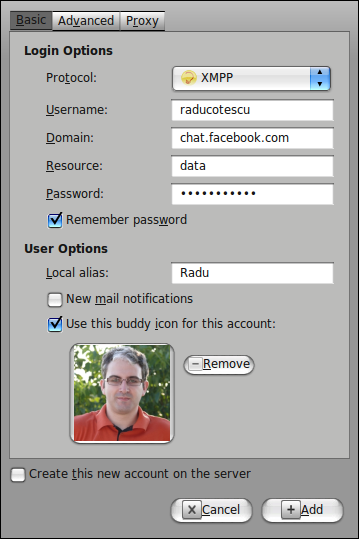 Basic Advanced Proxy
Login Options
Protocol: XMPP
Username: raducotescu
Domain: chat.facebook.com
Resource: data
Password: •••••••••••
Remember password
User Options
Local alias: Radu
New mail notifications
Use this buddy icon for this account:
Remove
Create this new account on the server
Cancel Add